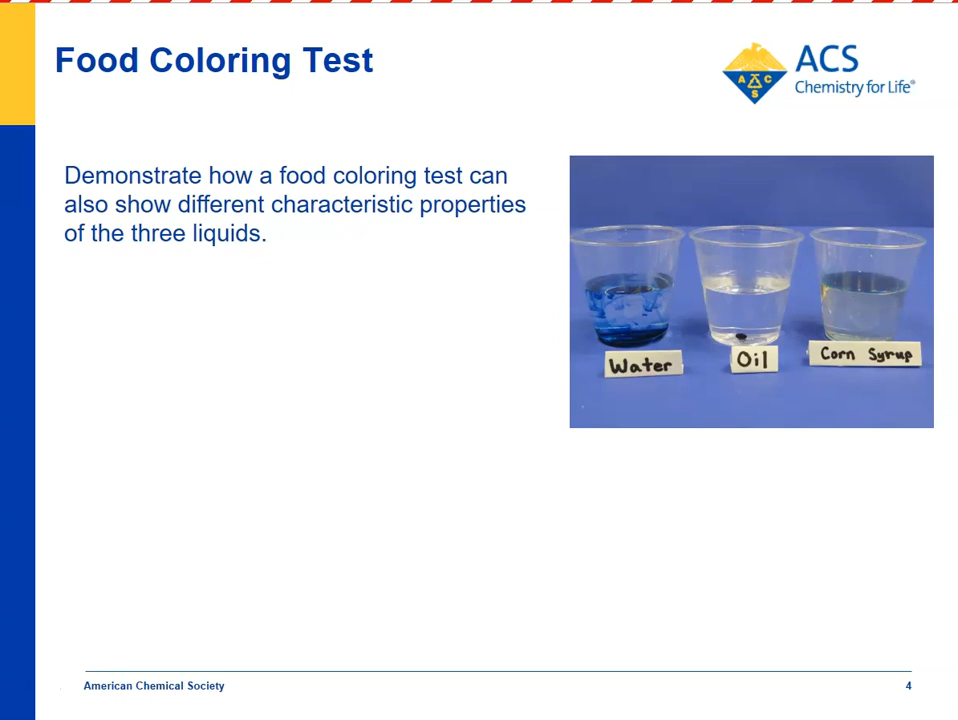 Food Coloring Test
ACS
Chemistry for Life®
A C S
Demonstrate how a food coloring test can
also show different characteristic properties
of the three liquids.
Water
Oil
Corn Syrup
American Chemical Society
4